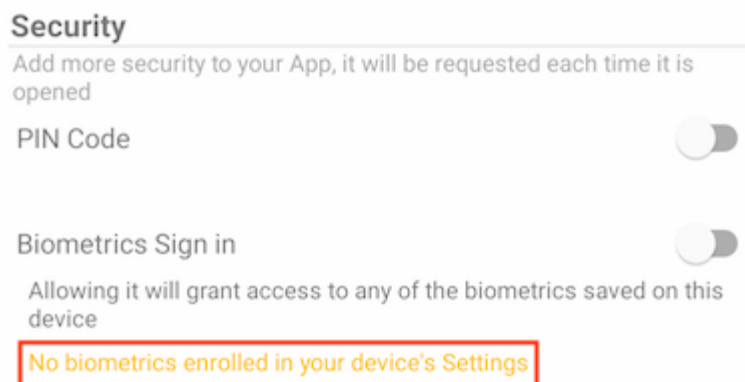 Security
Add more security to your App, it will be requested each time it is
opened
PIN Code
Biometrics Sign in
Allowing it will grant access to any of the biometrics saved on this
device
No biometrics enrolled in your device's Settings